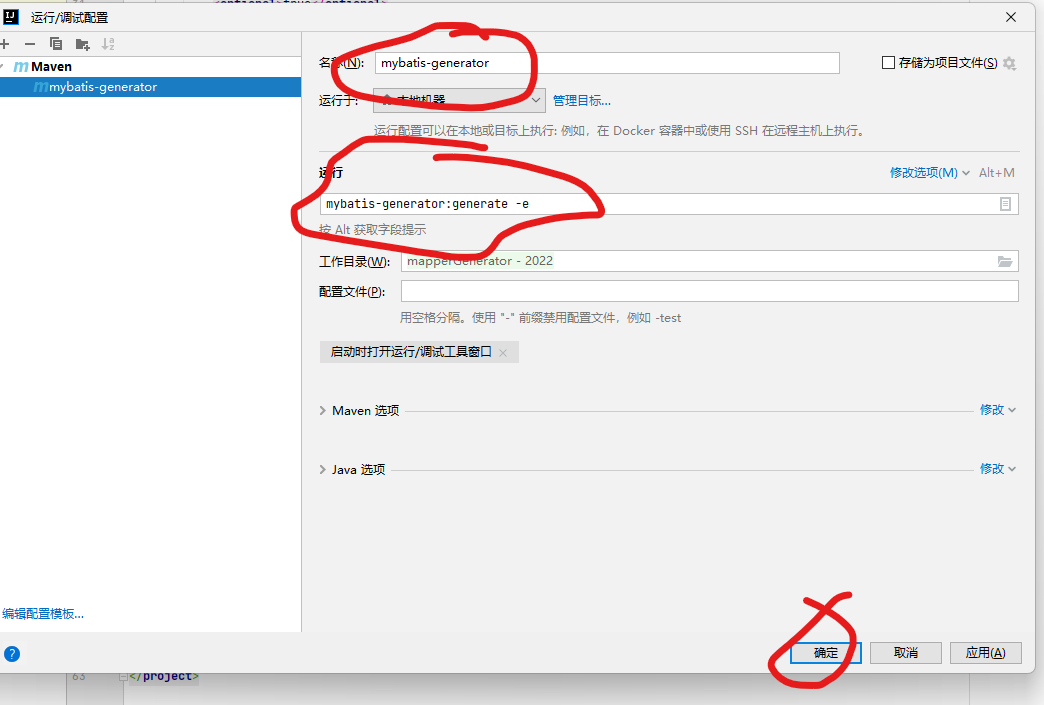 <optional>true</optional>
运行/调试配置
Maven
mybatis-generator
名称(N):
mybatis-generator
存储为项目文件(S)
运行于:
本地机器
管理目标...
运行配置可以在本地或目标上执行: 例如，在 Docker 容器中或使用 SSH 在远程主机上执行。
运行
修改选项(M)
Alt+M
mybatis-generator:generate -e
按 Alt 获取字段提示
工作目录(W):
mapperGenerator - 2022
配置文件(P):
用空格分隔。使用 "-" 前缀禁用配置文件，例如 -test
启动时打开运行/调试工具窗口
Maven 选项
修改
Java 选项
修改
编辑配置模板...
?
确定
取消
应用(A)
63
</project>